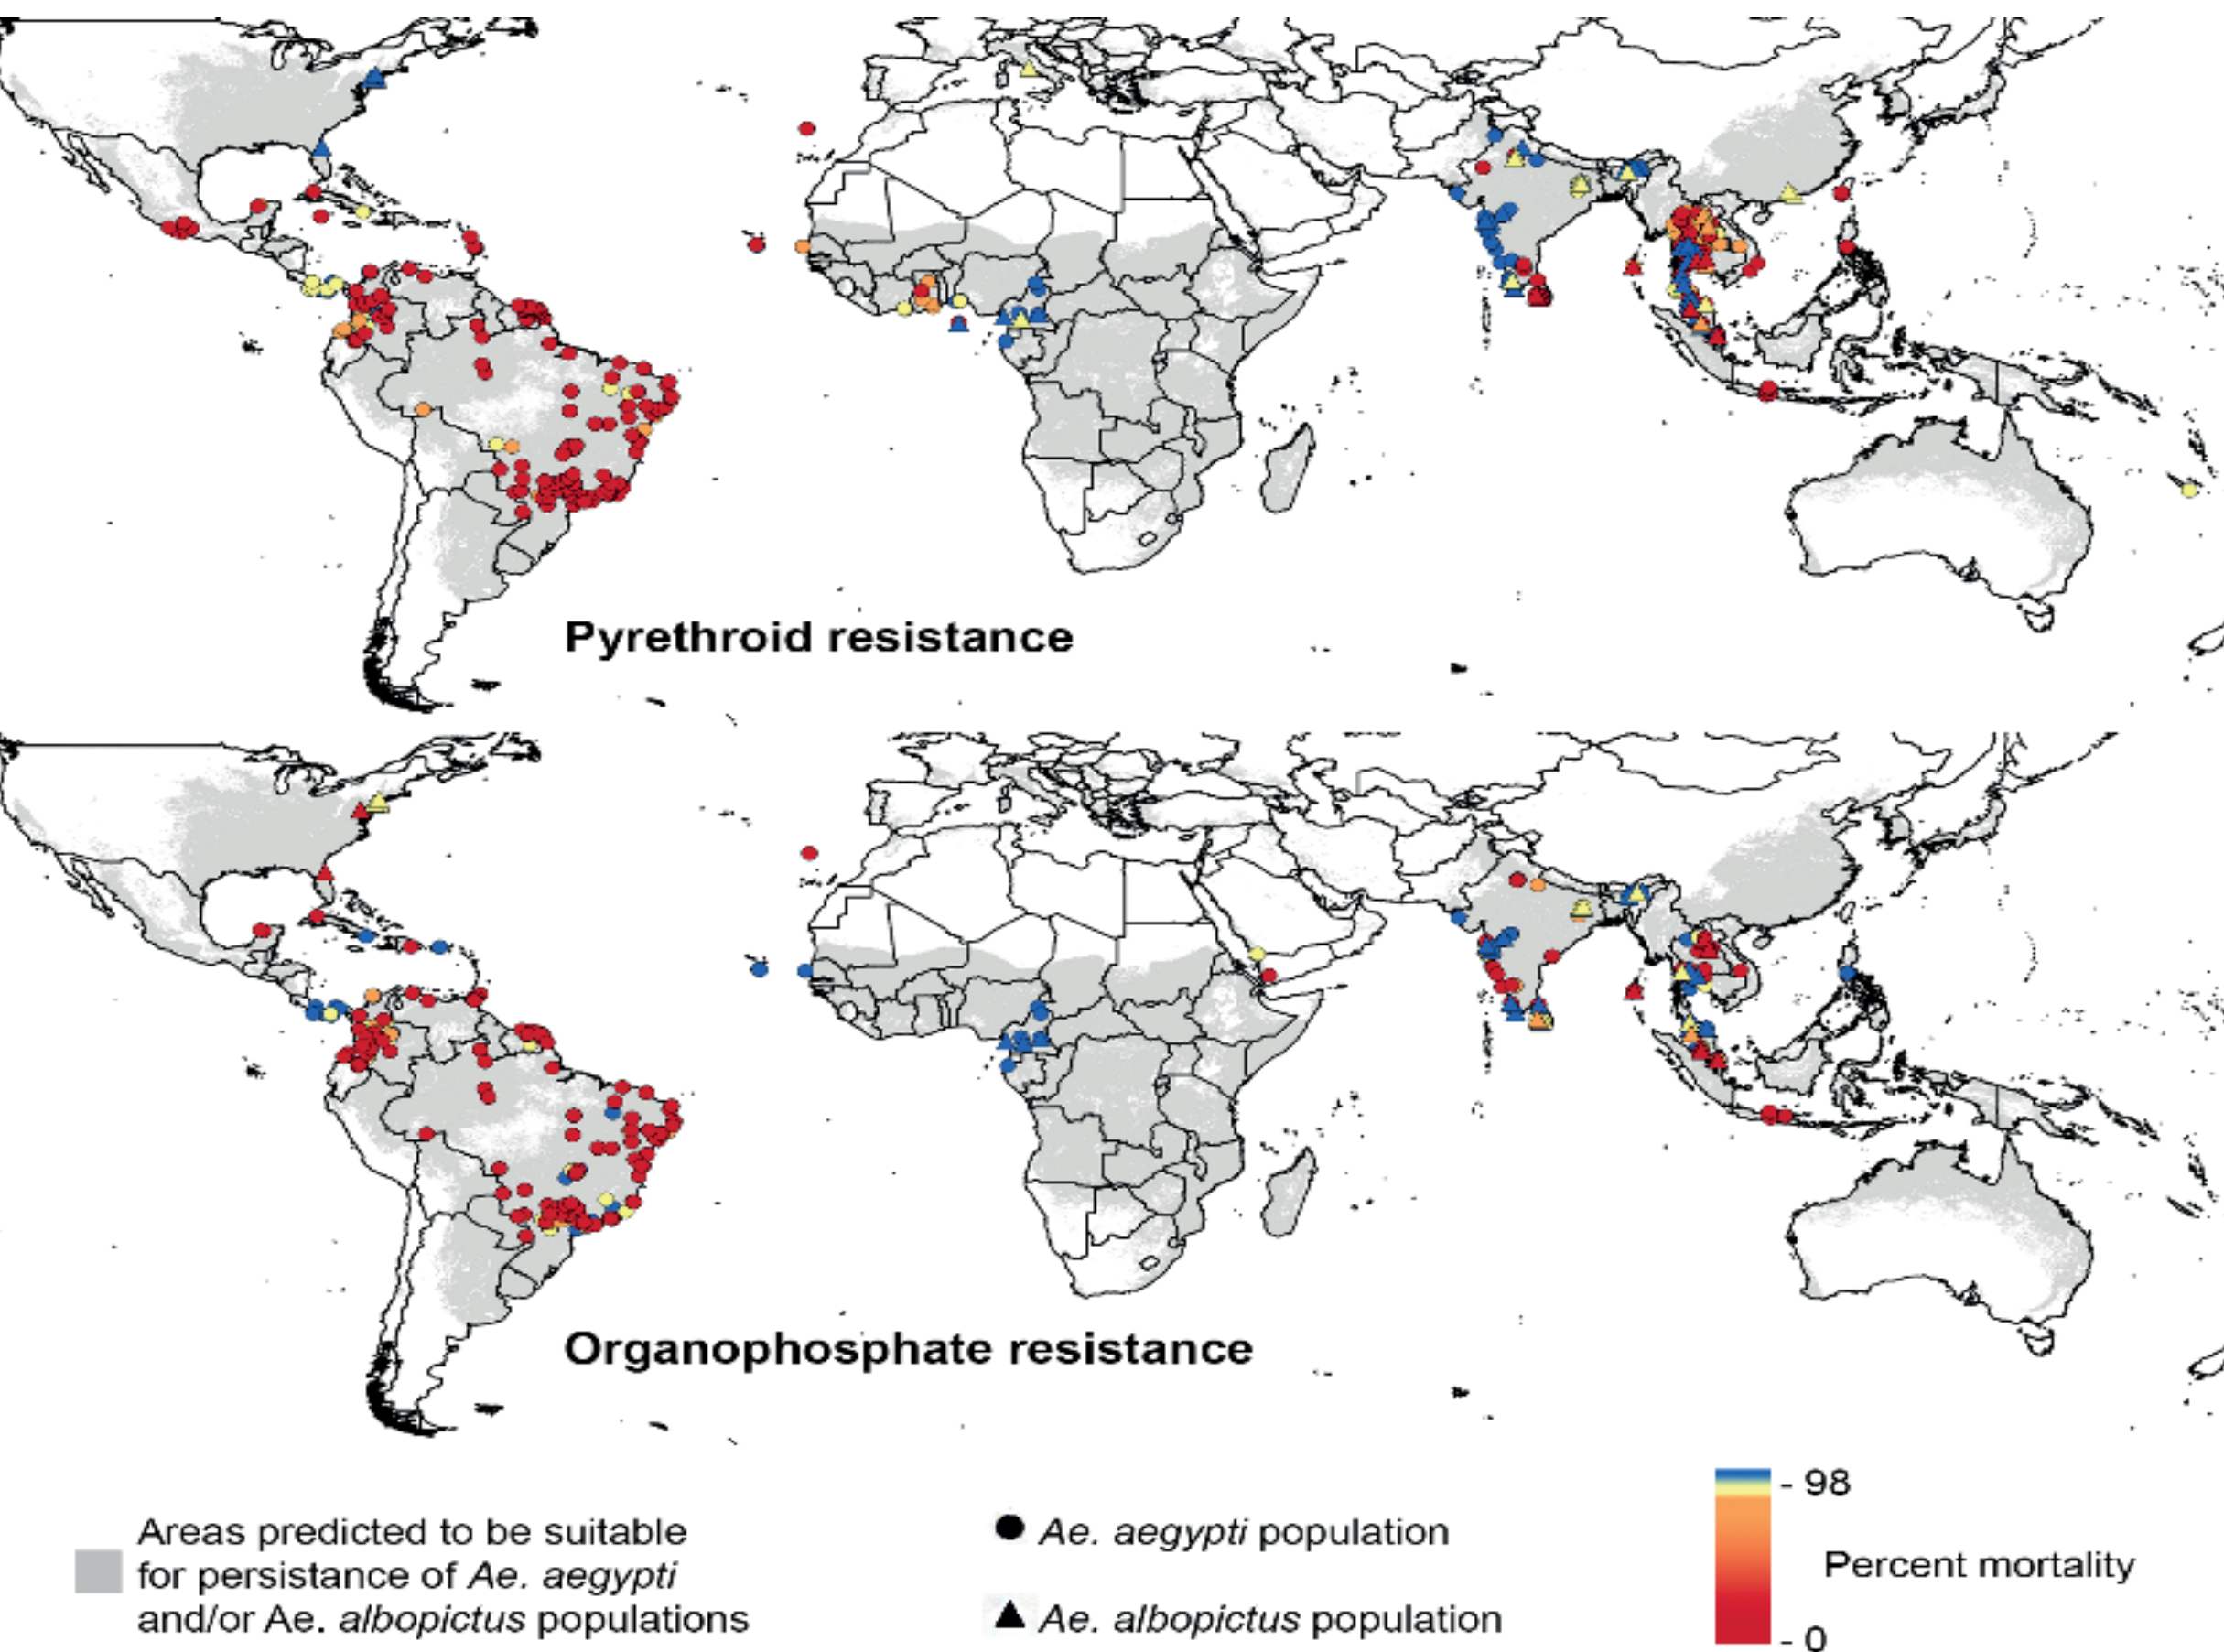 Pyrethroid resistance
Organophosphate resistance
Areas predicted to be suitable
for persistance of Ae. aegypti
and/or Ae. albopictus populations
Ae. aegypti population
Ae. albopictus population
- 98
Percent mortality
- 0